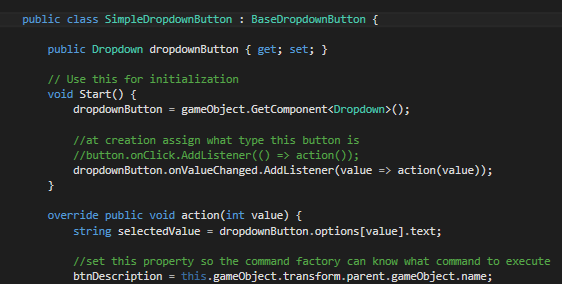 public class SimpleDropdownButton : BaseDropdownButton {
public Dropdown dropdownButton { get; set; }
// Use this for initialization
void Start() {
dropdownButton = gameObject.GetComponent<Dropdown>();
//at creation assign what type this button is
//button.onClick.AddListener(() => action());
dropdownButton.onValueChanged.AddListener(value => action(value));
}
override public void action(int value) {
string selectedValue = dropdownButton.options[value].text;
//set this property so the command factory can know what command to execute
btnDescription = this.gameObject.transform.parent.gameObject.name;